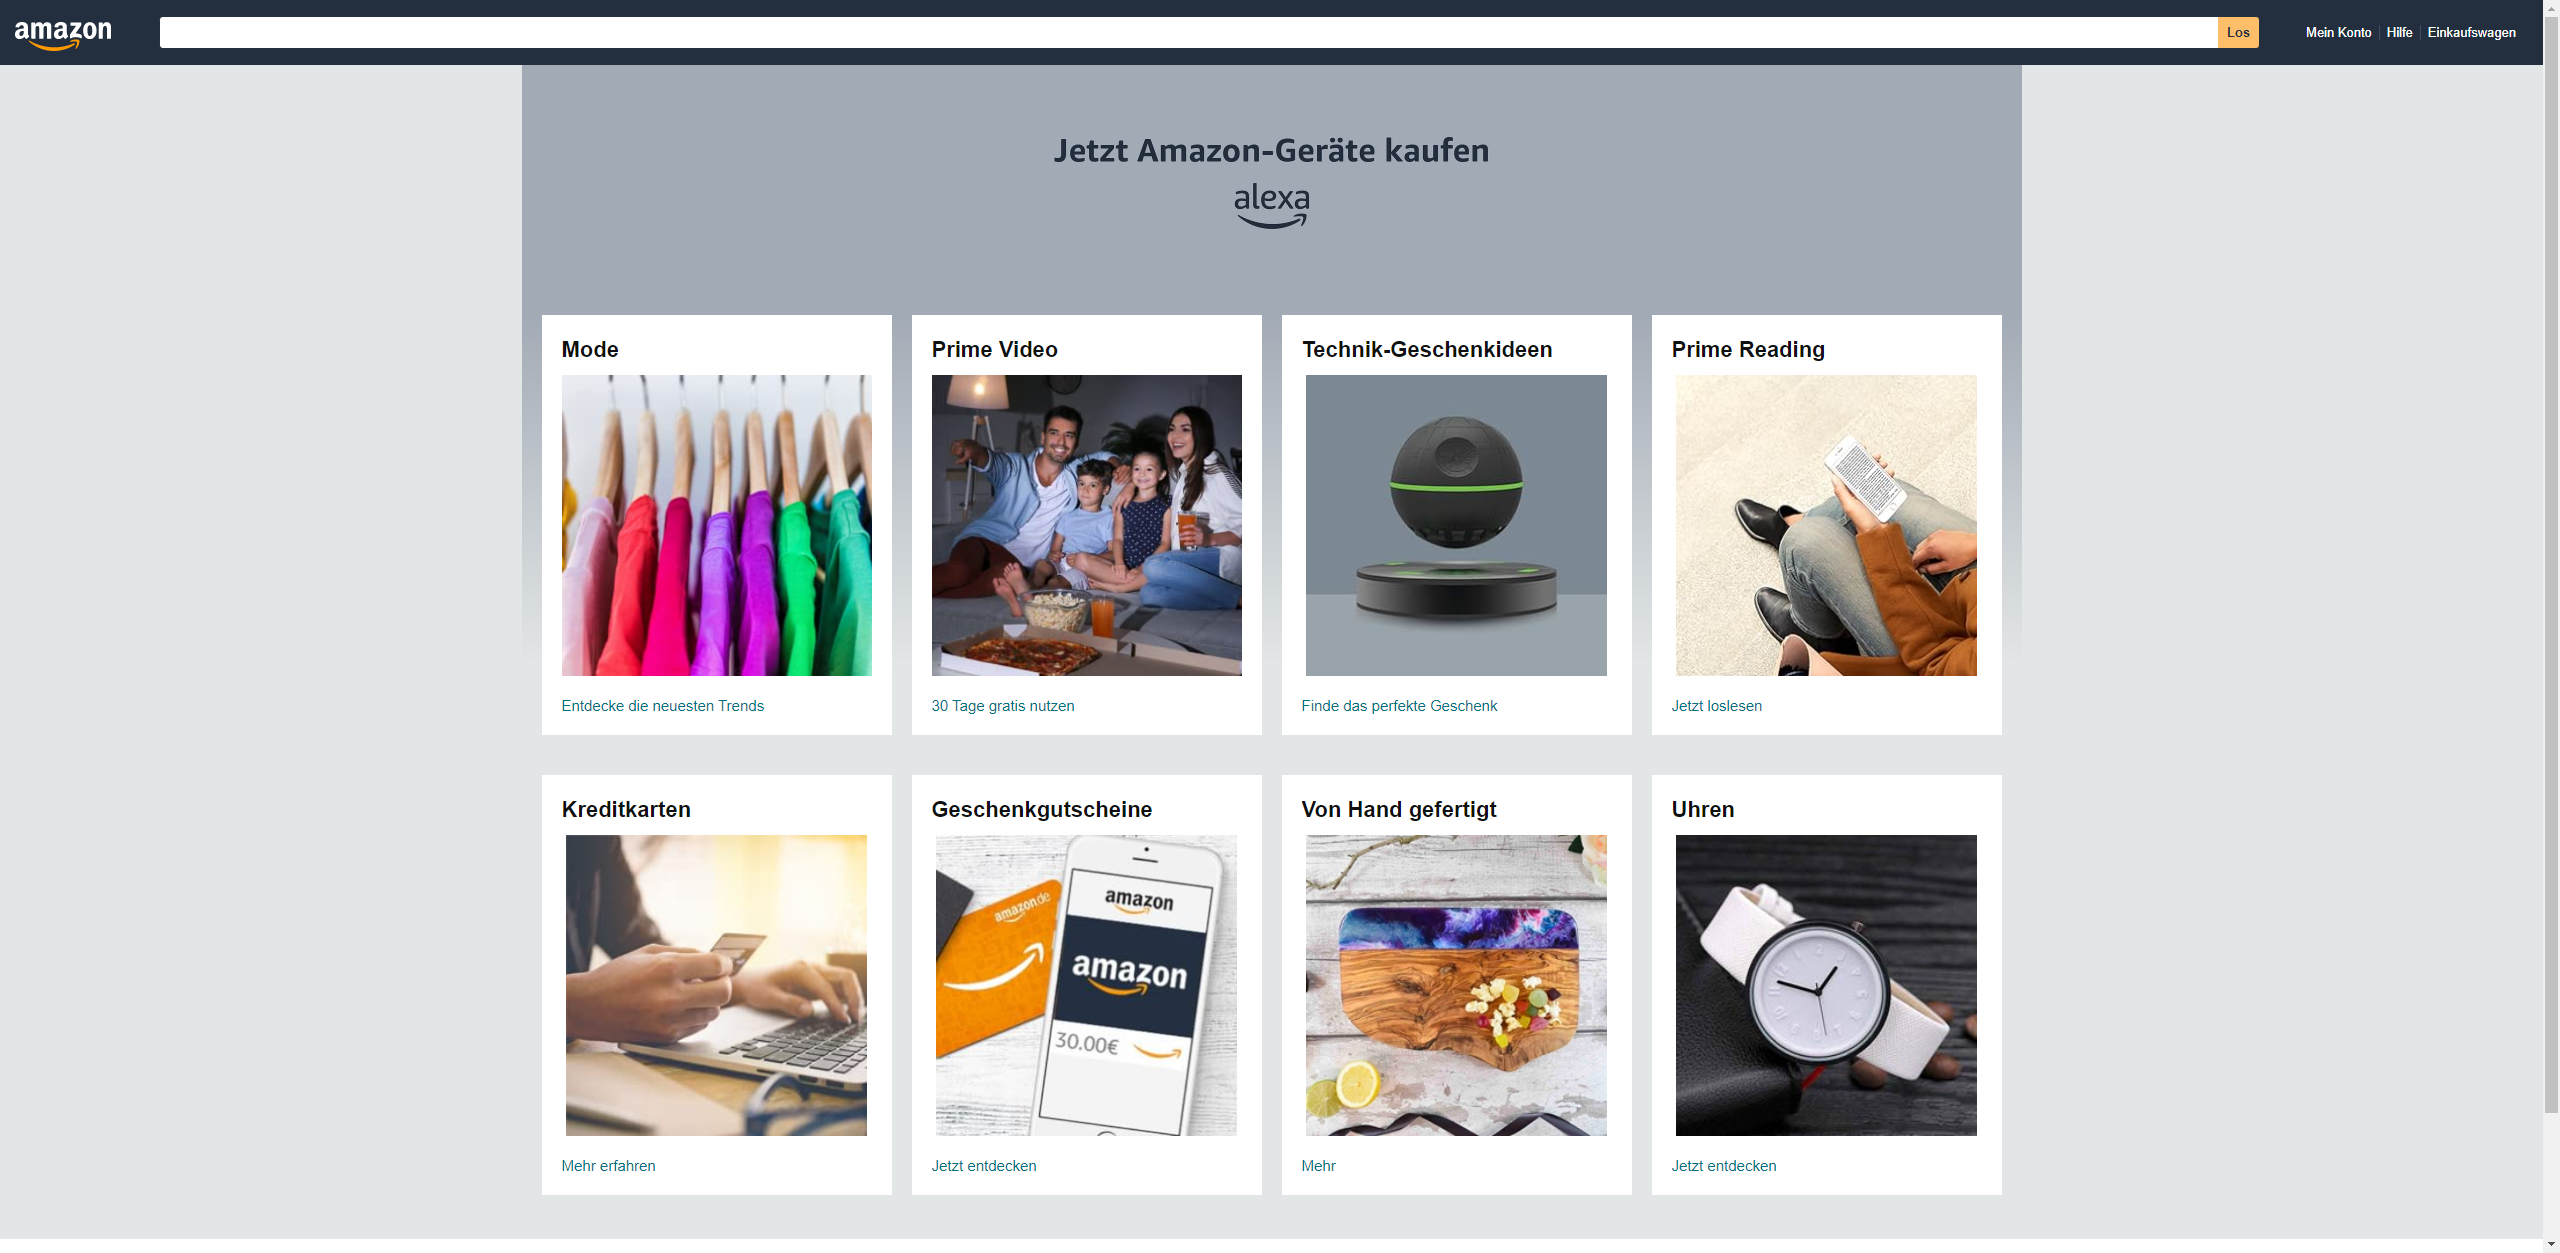 amazon
Los
Mein Konto
Hilfe
Einkaufswagen
Jetzt Amazon-Geräte kaufen
alexa
Mode
Prime Video
Technik-Geschenkideen
Prime Reading
Entdecke die neuesten Trends
30 Tage gratis nutzen
Finde das perfekte Geschenk
Jetzt loslesen
Kreditkarten
Geschenkgutscheine
Von Hand gefertigt
Uhren
amazon.de
amazon
amazon
30.00€
Mehr erfahren
Jetzt entdecken
Mehr
Jetzt entdecken